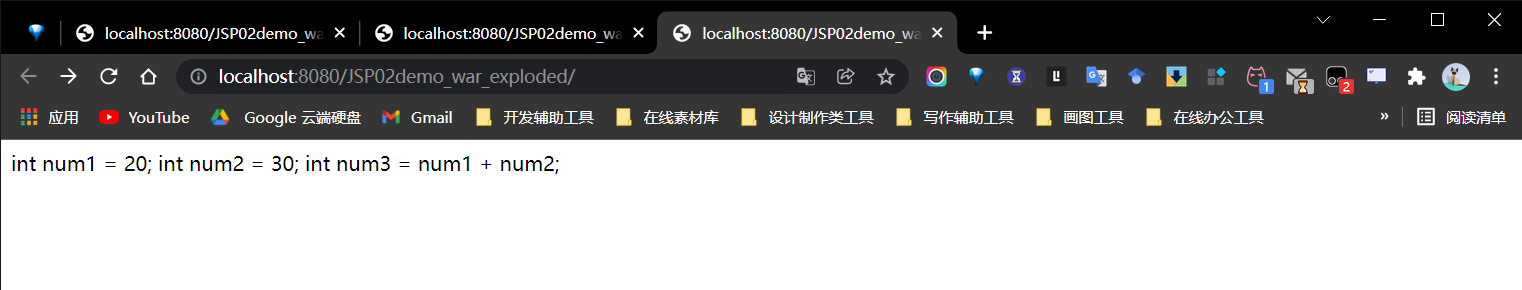 localhost:8080/JSP02demo_wa
localhost:8080/JSP02demo_wa
localhost:8080/JSP02demo_wa
localhost:8080/JSP02demo_war_exploded/
1
2
应用 YouTube Google 云端硬盘 Gmail 开发辅助工具 在线素材库 设计制作类工具 写作辅助工具 画图工具 在线办公工具 » 阅读清单
int num1 = 20; int num2 = 30; int num3 = num1 + num2;